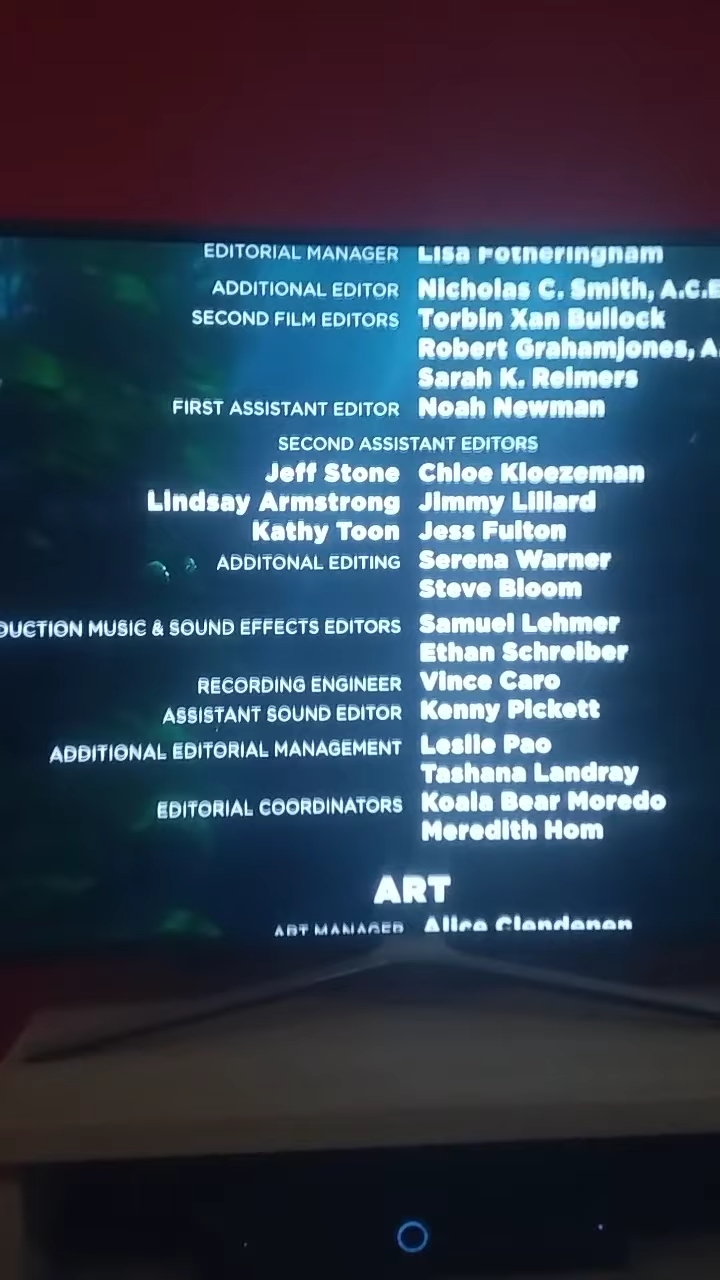 EDITORIAL MANAGER Lisa Fotheringham
ADDITIONAL EDITOR Nicholas C. Smith, A.C.E
SECOND FILM EDITORS Torbin Xan Bullock
Robert Grahamjones, A.
Sarah K. Reimers
FIRST ASSISTANT EDITOR Noah Newman
SECOND ASSISTANT EDITORS
Jeff Stone Chloe Kloezeman
Lindsay Armstrong Jimmy Lillard
Kathy Toon Jess Fulton
ADDITONAL EDITING Serena Warner
Steve Bloom
DUCTION MUSIC & SOUND EFFECTS EDITORS Samuel Lehmer
Ethan Schreiber
RECORDING ENGINEER Vince Caro
ASSISTANT SOUND EDITOR Kenny Pickett
ADDITIONAL EDITORIAL MANAGEMENT Leslie Pao
Tashana Landray
EDITORIAL COORDINATORS Koala Bear Moredo
Meredith Hom
ART
ART MANAGER Alice Clendenen